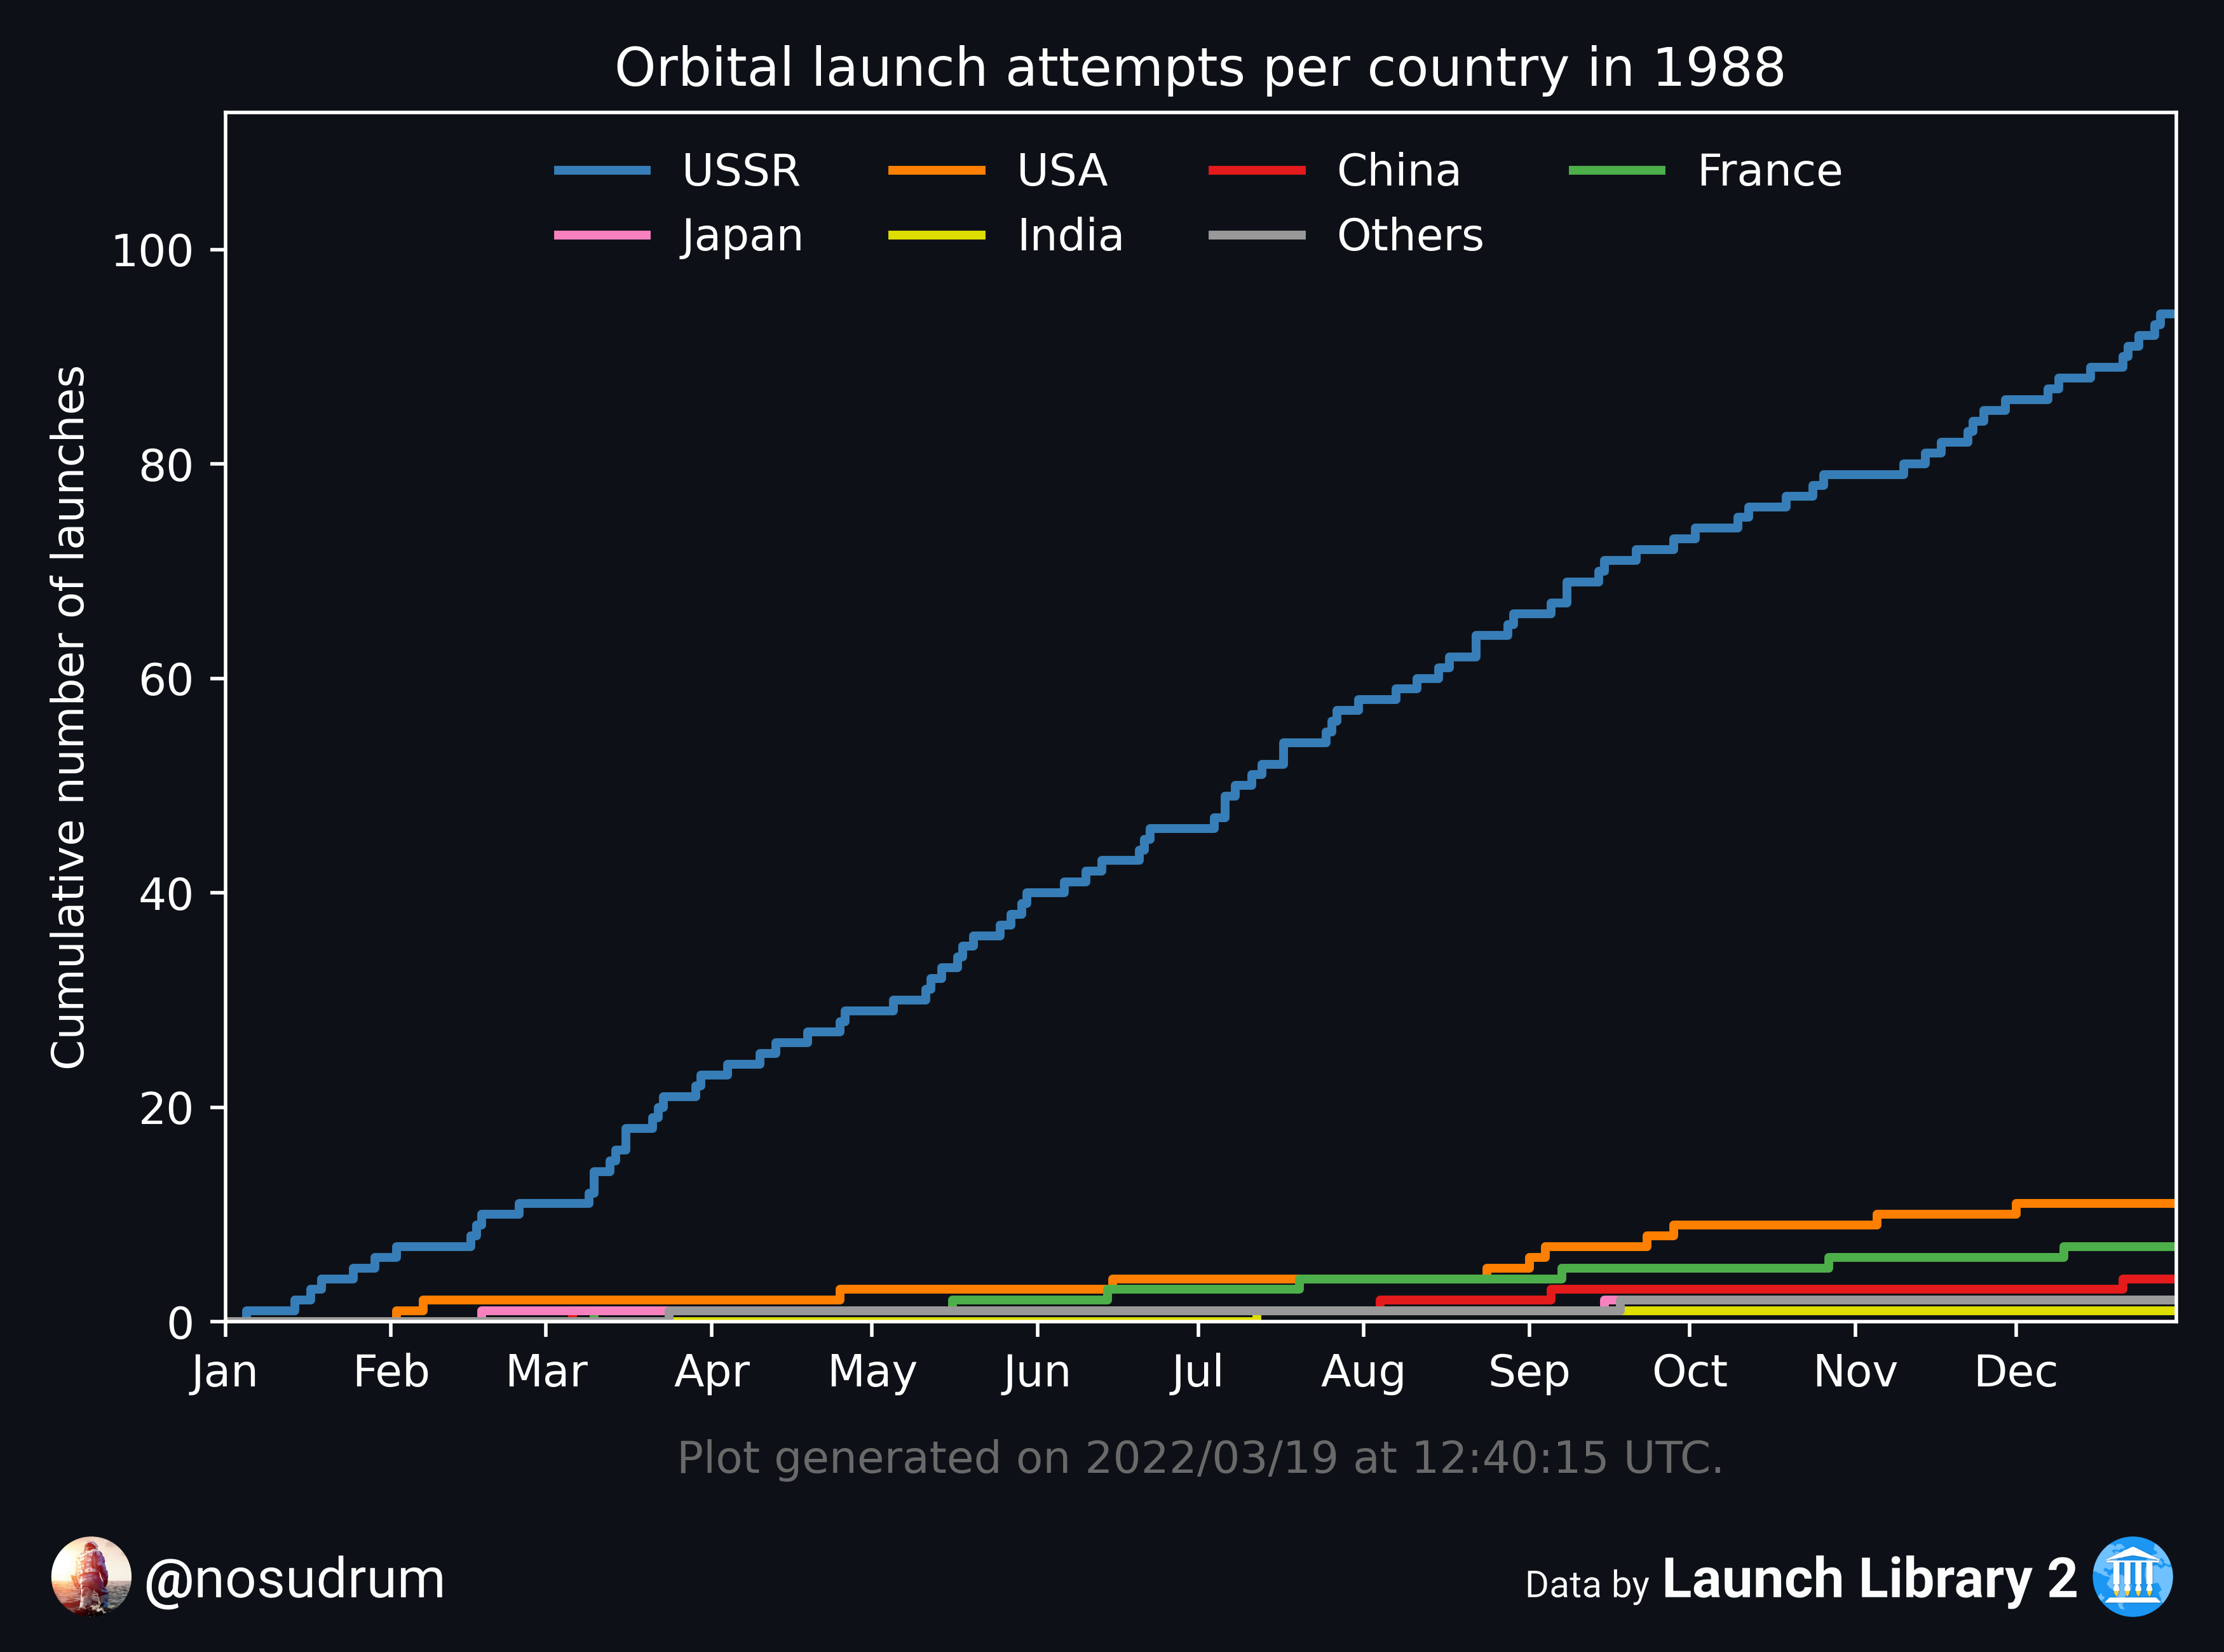 Orbital launch attempts per country in 1988
USSR USA China France
Japan India Others
Cumulative number of launches
100
80
60
40
20
0
Jan Feb Mar Apr May Jun Jul Aug Sep Oct Nov Dec
Plot generated on 2022/03/19 at 12:40:15 UTC.
@nosudrum
Data by Launch Library 2